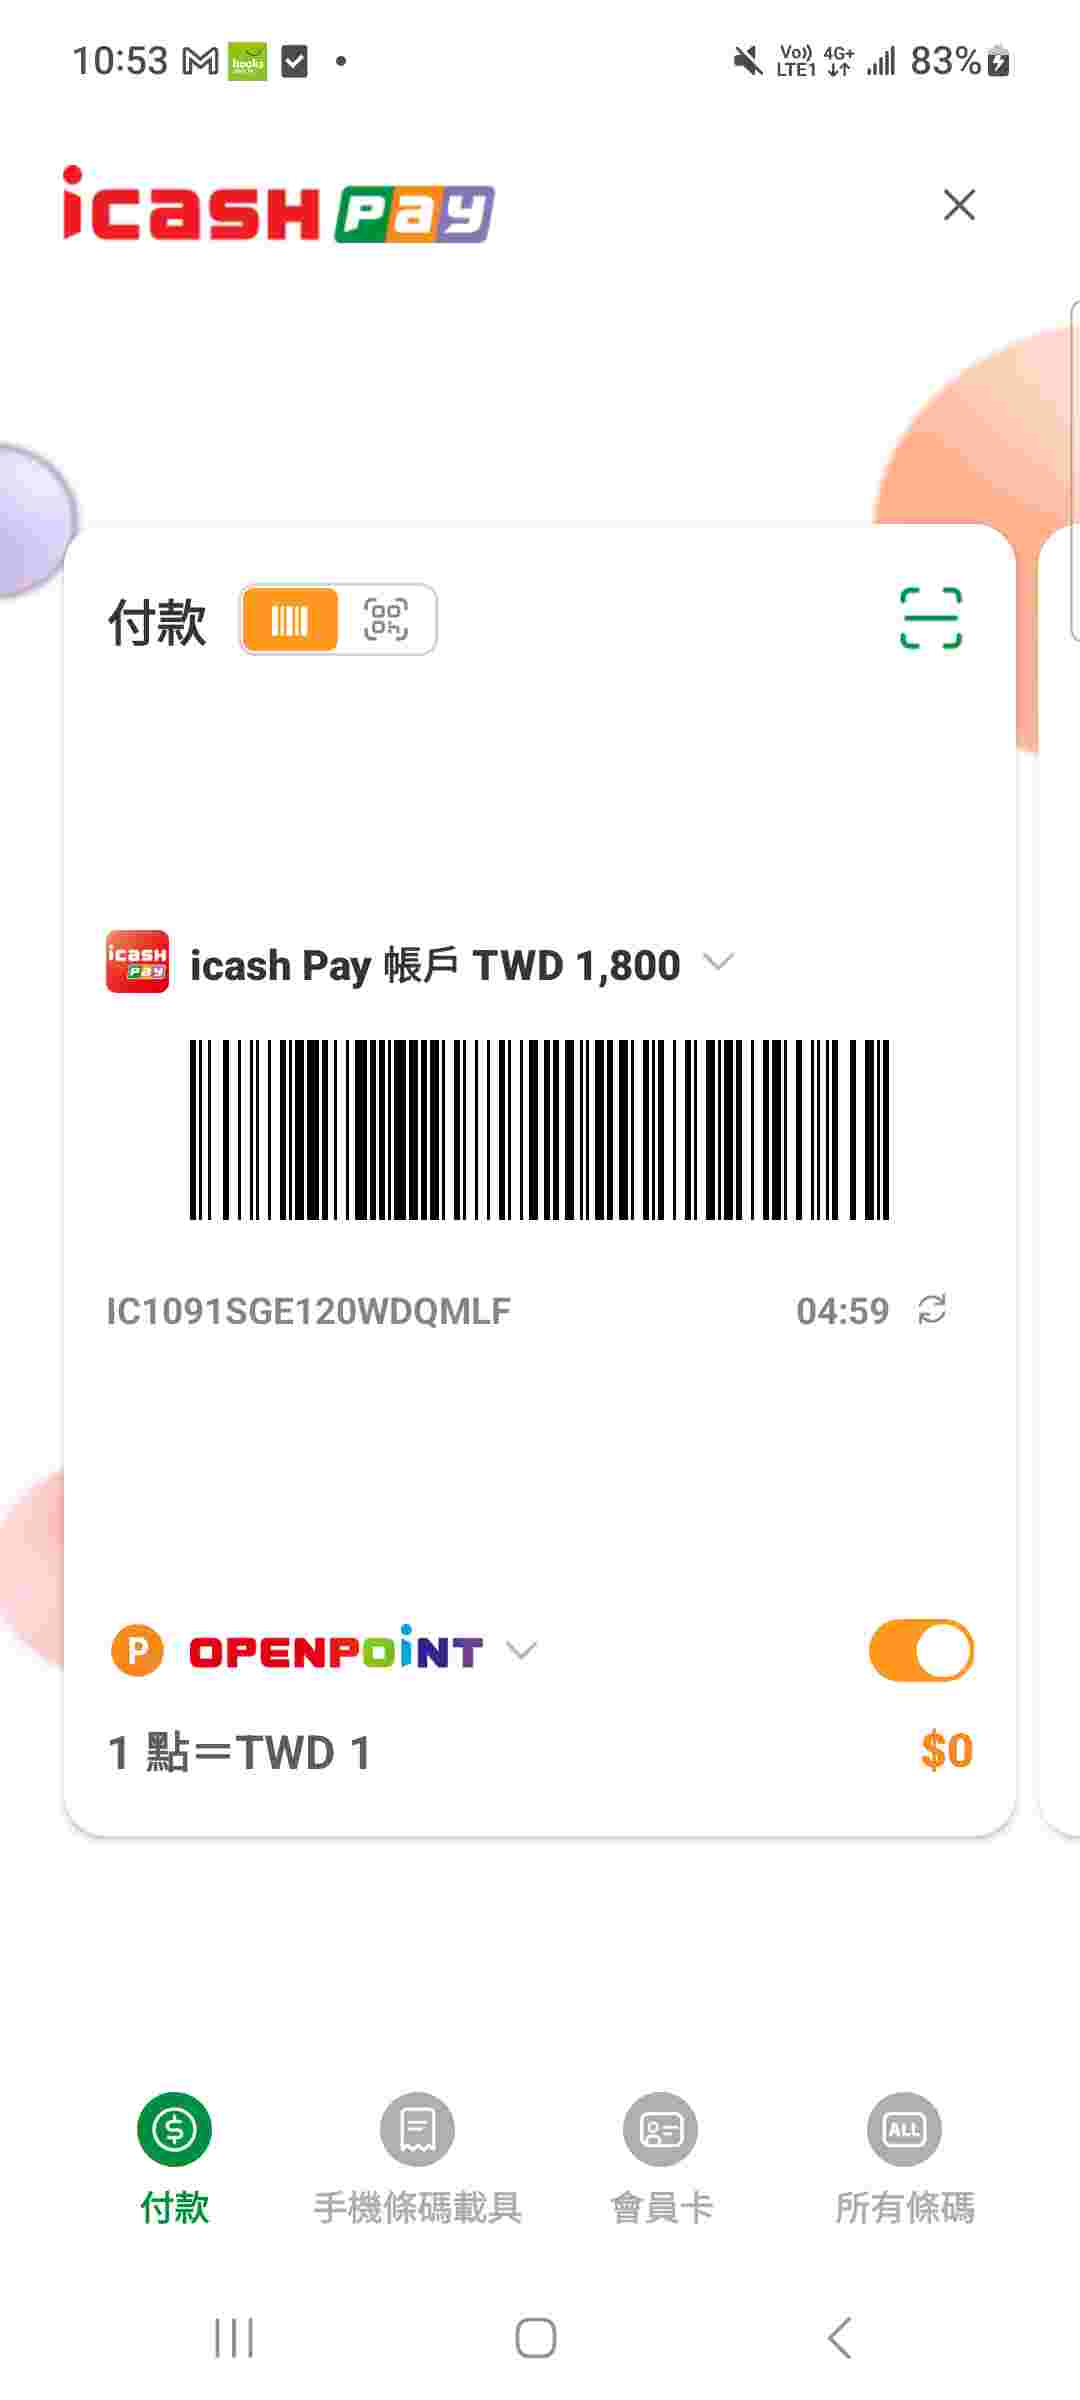 10:53 books Vo)) LTE1 4G+ 83%
icash Pay
付款
icash Pay
icash Pay 帳戶 TWD 1,800
IC1091SGE120WDQMLF 04:59
P OPENPOINT
1 點＝TWD 1 $0
ALL
付款 手機條碼載具 會員卡 所有條碼